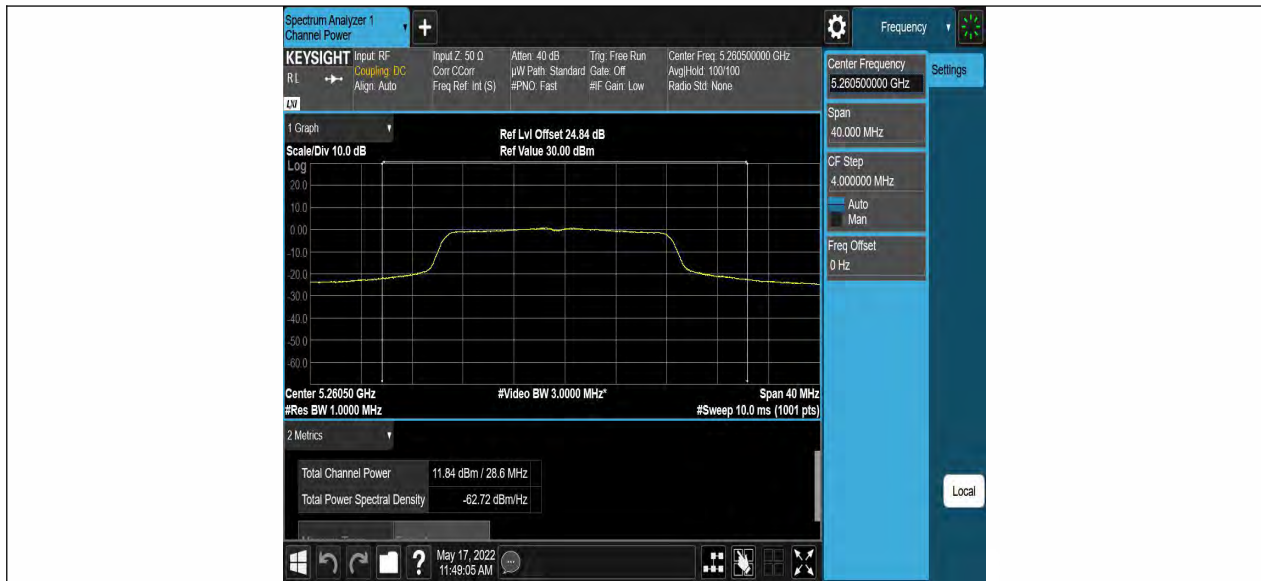 Spectrum Analyzer 1
Channel Power
+
Frequency
KEYSIGHT
RL
LXI
Input: RF
Coupling: DC
Align: Auto
Input Z: 50 Ω
Corr CCorr
Freq Ref: Int (S)
Atten: 40 dB
µW Path: Standard
#PNO: Fast
Trig: Free Run
Gate: Off
#IF Gain: Low
Center Freq: 5.260500000 GHz
Avg|Hold: 100/100
Radio Std: None
Center Frequency
5.260500000 GHz
Settings
Span
40.000 MHz
CF Step
4.000000 MHz
Auto
Man
Freq Offset
0 Hz
Local
1 Graph
Scale/Div 10.0 dB
Ref Lvl Offset 24.84 dB
Ref Value 30.00 dBm
Log
20.0
10.0
0.00
-10.0
-20.0
-30.0
-40.0
-50.0
-60.0
Center 5.26050 GHz
#Video BW 3.0000 MHz*
Span 40 MHz
#Res BW 1.0000 MHz
#Sweep 10.0 ms (1001 pts)
2 Metrics
Total Channel Power 11.84 dBm / 28.6 MHz
Total Power Spectral Density -62.72 dBm/Hz
?
May 17, 2022
11:49:05 AM